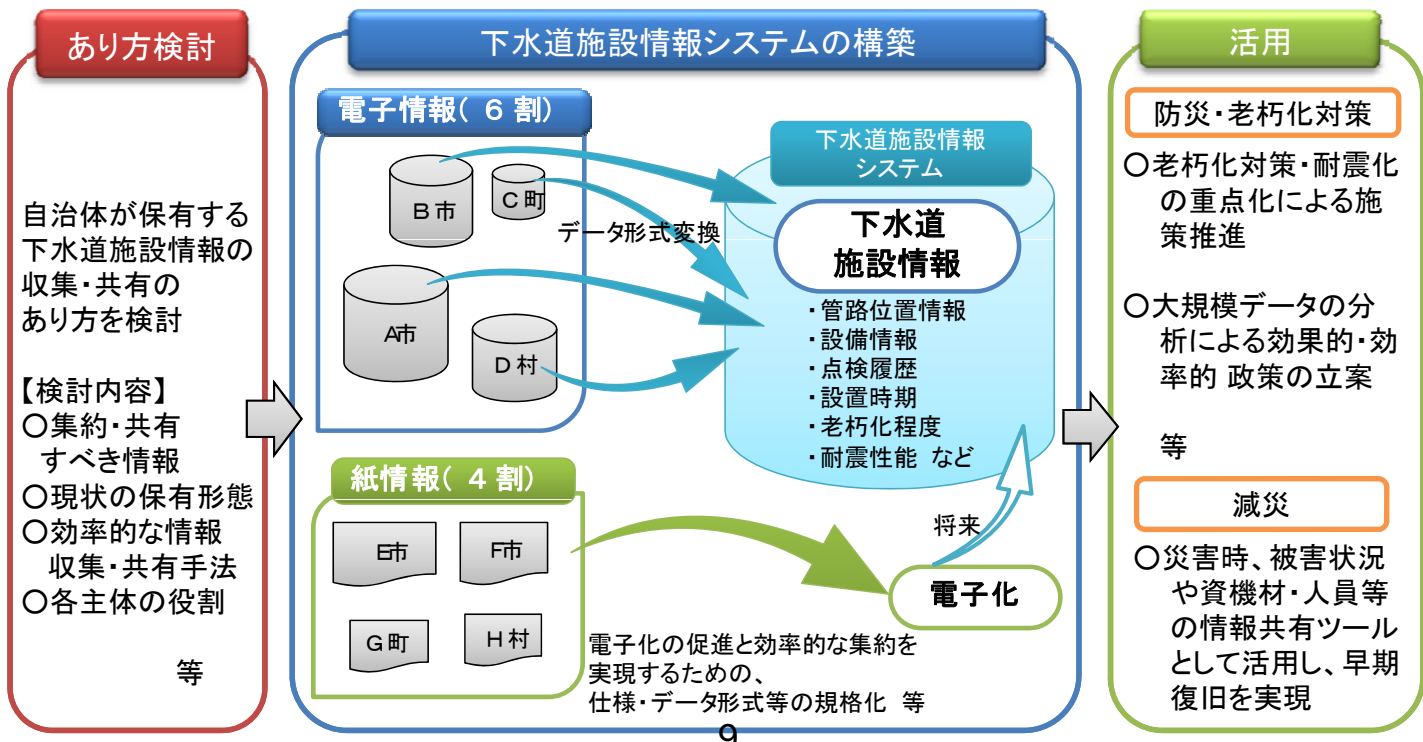 あり方検討
自治体が保有する
下水道施設情報の
収集・共有の
あり方を検討
【検討内容】
○集約・共有
すべき情報
○現状の保有形態
○効率的な情報
収集・共有手法
○各主体の役割
等
下水道施設情報システムの構築
電子情報( 6 割)
B 市
C 町
A市
D 村
データ形式変換
下水道施設情報
システム
下水道
施設情報
・管路位置情報
・設備情報
・点検履歴
・設置時期
・老朽化程度
・耐震性能 など
紙情報( 4 割)
E市
F市
G 町
H 村
将来
電子化
電子化の促進と効率的な集約を
実現するための、
仕様・データ形式等の規格化 等
活用
防災・老朽化対策
○老朽化対策・耐震化
の重点化による施
策推進
○大規模データの分
析による効果的・効
率的 政策の立案
等
減災
○災害時、被害状況
や資機材・人員等
の情報共有ツール
として活用し、早期
復旧を実現
9